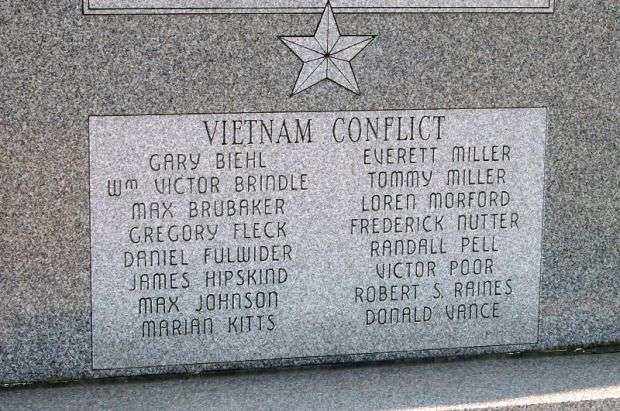 VIETNAM CONFLICT
GARY BIEHL
Wm VICTOR BRINDLE
MAX BRUBAKER
GREGORY FLECK
DANIEL FULWIDER
JAMES HIPSKIND
MAX JOHNSON
MARIAN KITTS
EVERETT MILLER
TOMMY MILLER
LOREN MORFORD
FREDERICK NUTTER
RANDALL PELL
VICTOR POOR
ROBERT S. RAINES
DONALD VANCE